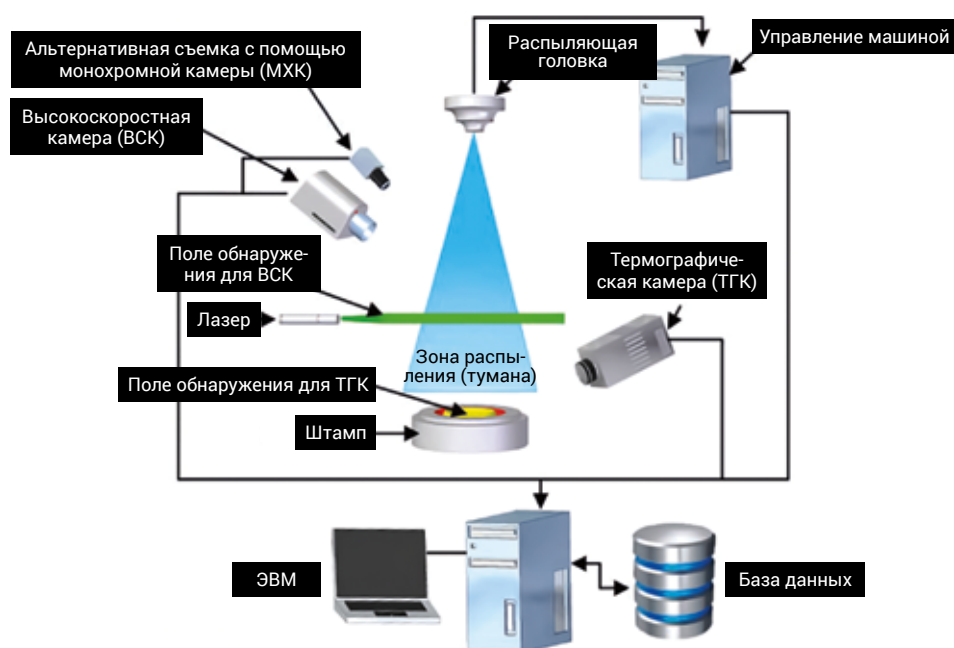 Альтернативная съемка с помощью
монохромной камеры (МХК)
Распыляющая
головка
Управление машиной
Высокоскоростная
камера (ВСК)
Поле обнаруже-
ния для ВСК
Термографиче-
ская камера (ТГК)
Лазер
Зона распы-
ления (тумана)
Поле обнаружения для ТГК
Штамп
ЭВМ
База данных